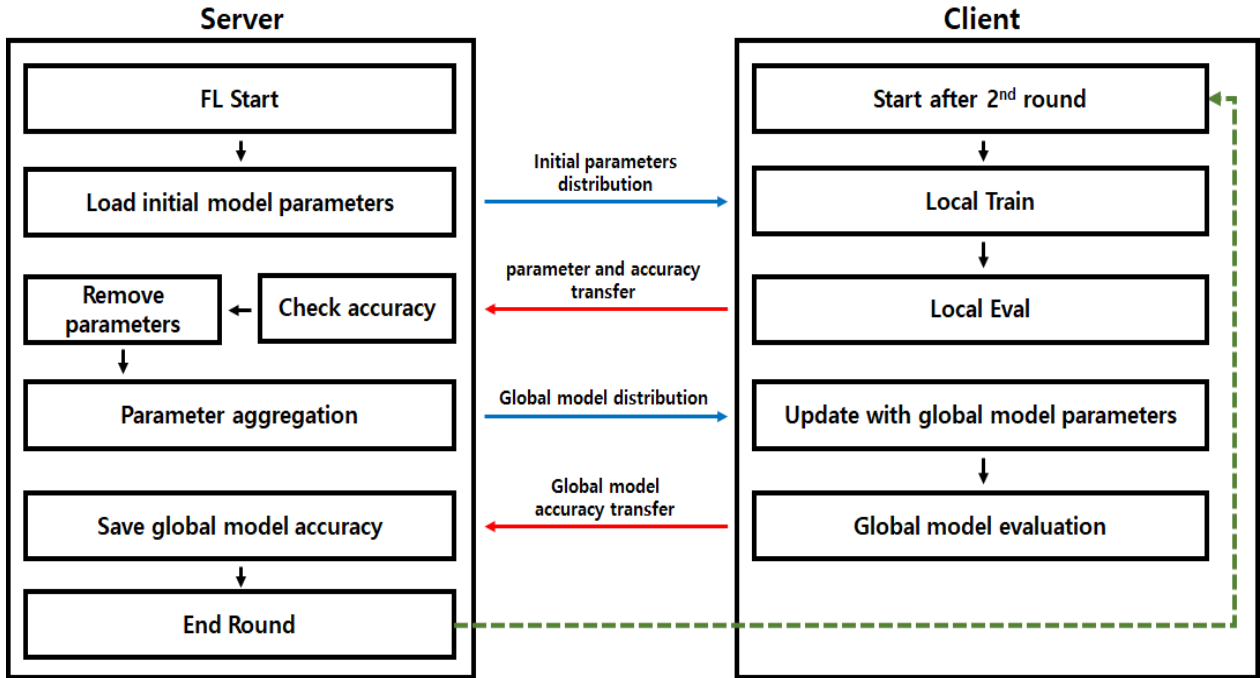 Server
Client
FL Start
Start after 2nd round
Initial parameters
distribution
Load initial model parameters
Local Train
parameter and accuracy
transfer
Remove
parameters
Check accuracy
Local Eval
Global model distribution
Parameter aggregation
Update with global model parameters
Global model
accuracy transfer
Save global model accuracy
Global model evaluation
End Round